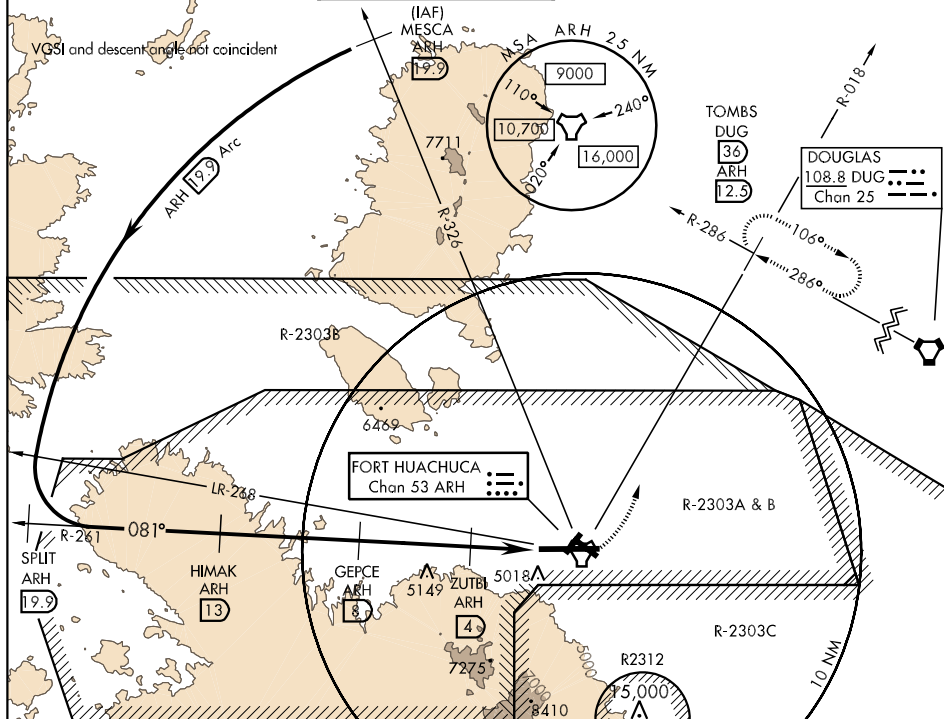 (IAF)
MESCA
ARH
19.9
VGSI and descent angle not coincident
MSA ARH 25 NM
9000
110°
240°
10,700
16,000
020°
R-018
TOMBS
DUG
36
ARH
12.5
DOUGLAS
108.8 DUG
Chan 25
R-286
106°
286°
7711
ARH 19.9 Arc
R-326
R-2303B
6469
FORT HUACHUCA
Chan 53 ARH
LR-268
R-2303A & B
R-261
081°
SPLIT
ARH
19.9
HIMAK
ARH
13
GEPCE
ARH
8
5149
ZUTBI
ARH
4
5018
R-2303C
10 NM
7275
5000
7000
8410
R2312
15,000